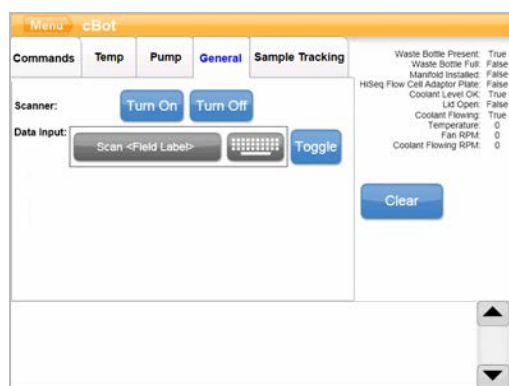 Menu cBot
Commands Temp Pump General Sample Tracking
Scanner: Turn On Turn Off
Data Input: Scan <Field Label> Toggle
Waste Bottle Present: True
Waste Bottle Full: False
Manifold Installed: False
HiSeq Flow Cell Adaptor Plate: False
Coolant Level OK: True
Lid Open: False
Coolant Flowing: True
Temperature: 0
Fan RPM: 0
Coolant Flowing RPM: 0
Clear